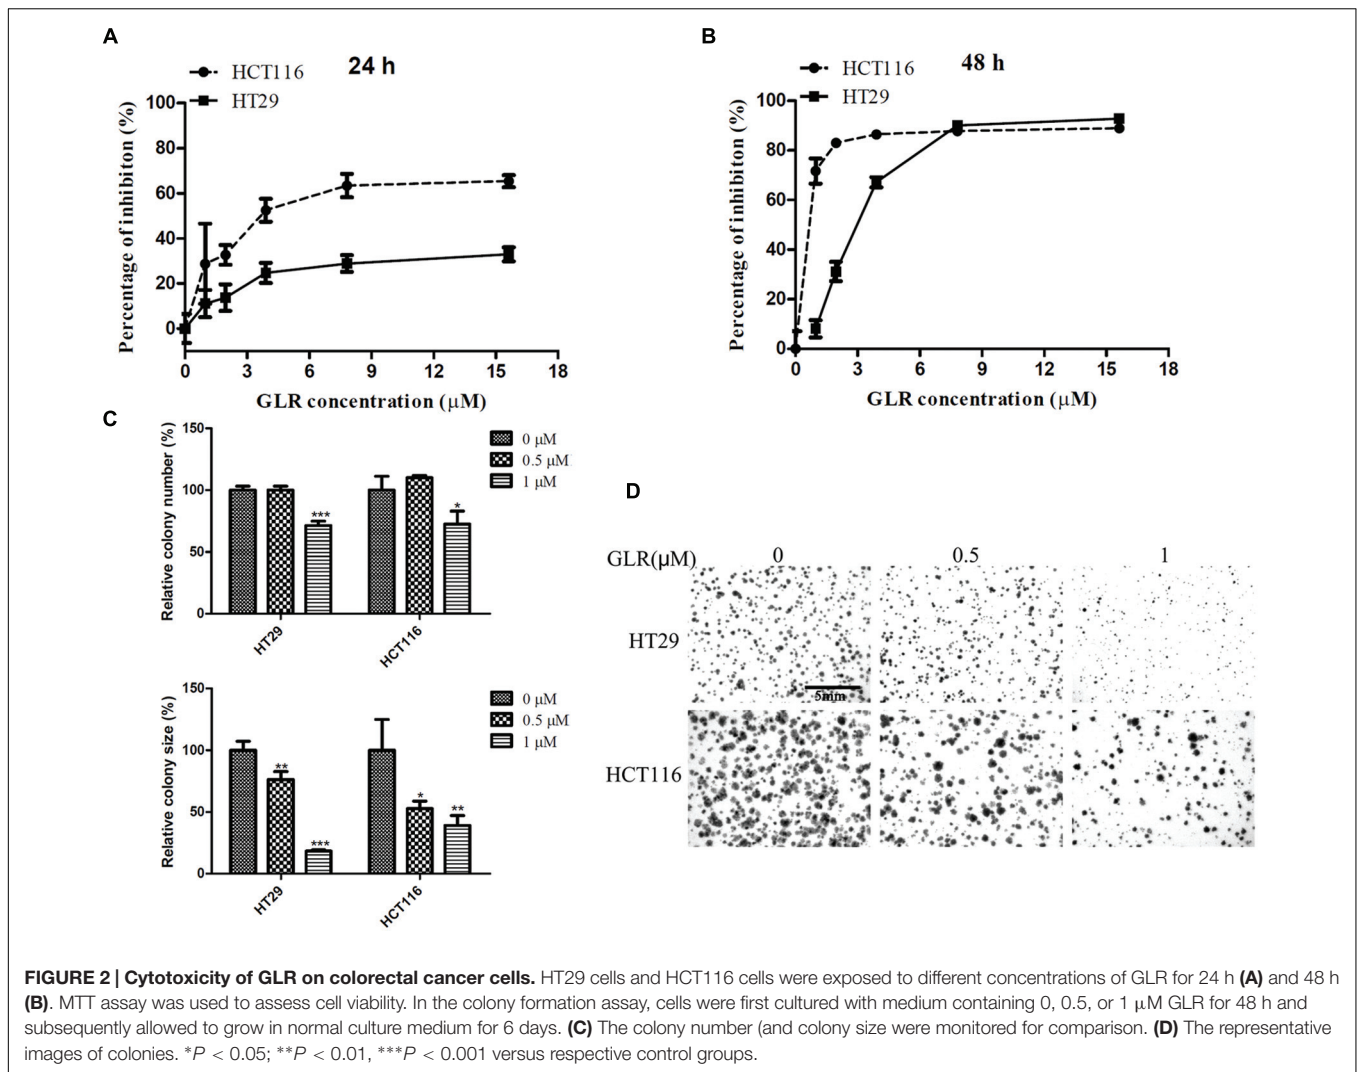 A
24 h
HCT116
HT29
Percentage of inhibiton (%)
100
80
60
40
20
0
0 3 6 9 12 15 18
GLR concentration (μM)
B
48 h
HCT116
HT29
Percentage of inhibiton (%)
100
80
60
40
20
0
0 3 6 9 12 15 18
GLR concentration (μM)
C
Relative colony number (%)
150
100
50
0
0 μM
0.5 μM
1 μM
***
*
HT29
HCT116
Relative colony size (%)
150
100
50
0
0 μM
0.5 μM
1 μM
**
***
*
**
HT29
HCT116
D
GLR(μM) 0 0.5 1
HT29
5mm
HCT116
FIGURE 2 | Cytotoxicity of GLR on colorectal cancer cells. HT29 cells and HCT116 cells were exposed to different concentrations of GLR for 24 h (A) and 48 h
(B). MTT assay was used to assess cell viability. In the colony formation assay, cells were first cultured with medium containing 0, 0.5, or 1 μM GLR for 48 h and
subsequently allowed to grow in normal culture medium for 6 days. (C) The colony number (and colony size were monitored for comparison. (D) The representative
images of colonies. *P < 0.05; **P < 0.01, ***P < 0.001 versus respective control groups.